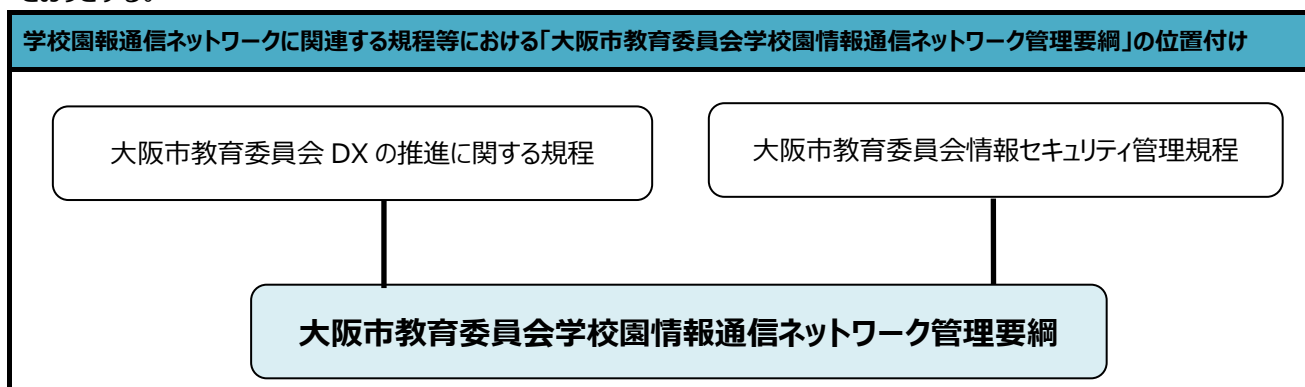 とおりとする。
学校園報通信ネットワークに関連する規程等における「大阪市教育委員会学校園情報通信ネットワーク管理要綱」の位置付け
大阪市教育委員会 DX の推進に関する規程
大阪市教育委員会情報セキュリティ管理規程
大阪市教育委員会学校園情報通信ネットワーク管理要綱